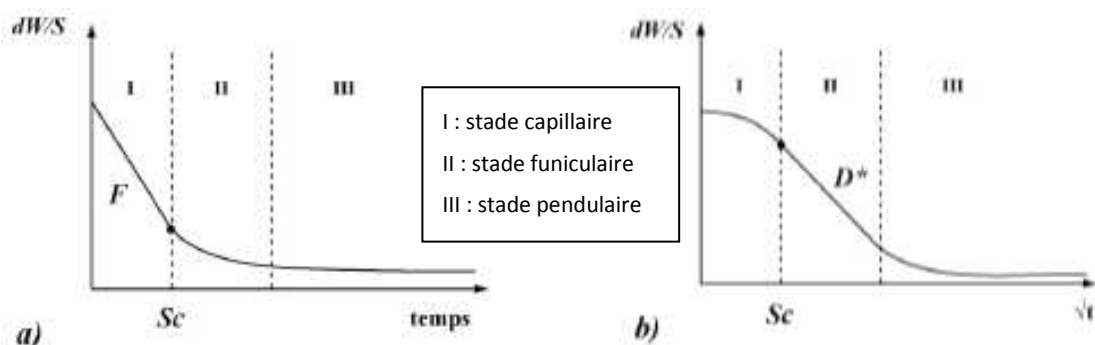 dW/S
I II III
F
Sc temps
a)
I : stade capillaire
II : stade funiculaire
III : stade pendulaire
dW/S
I II III
D*
Sc √t
b)